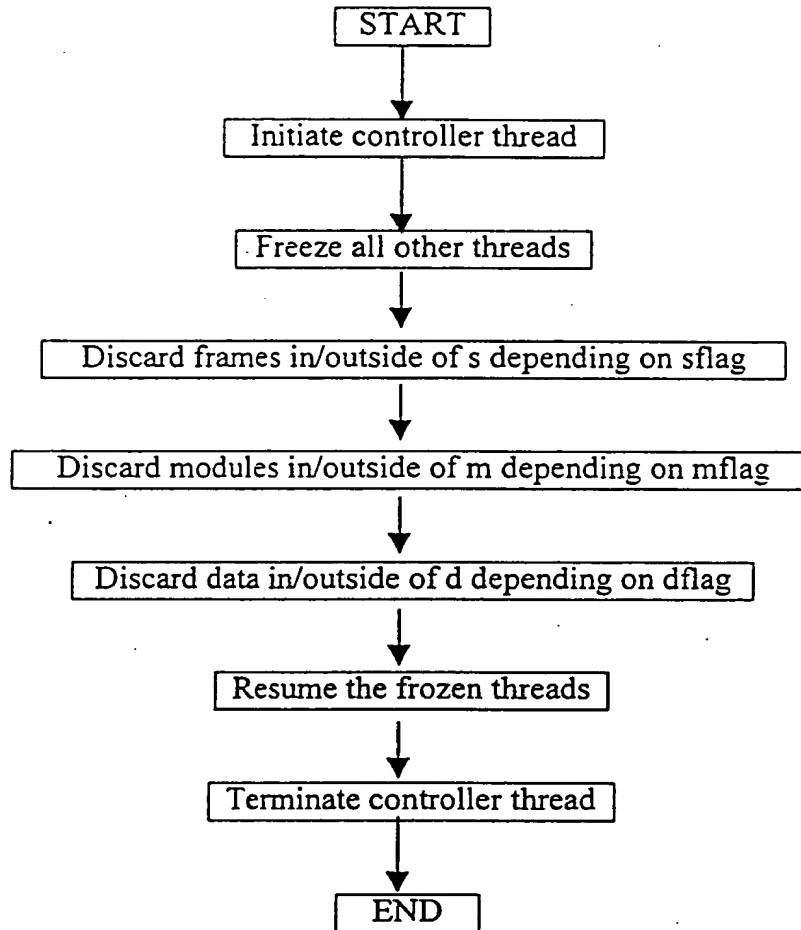 START
Initiate controller thread
Freeze all other threads
Discard frames in/outside of s depending on sflag
Discard modules in/outside of m depending on mflag
Discard data in/outside of d depending on dflag
Resume the frozen threads
Terminate controller thread
END